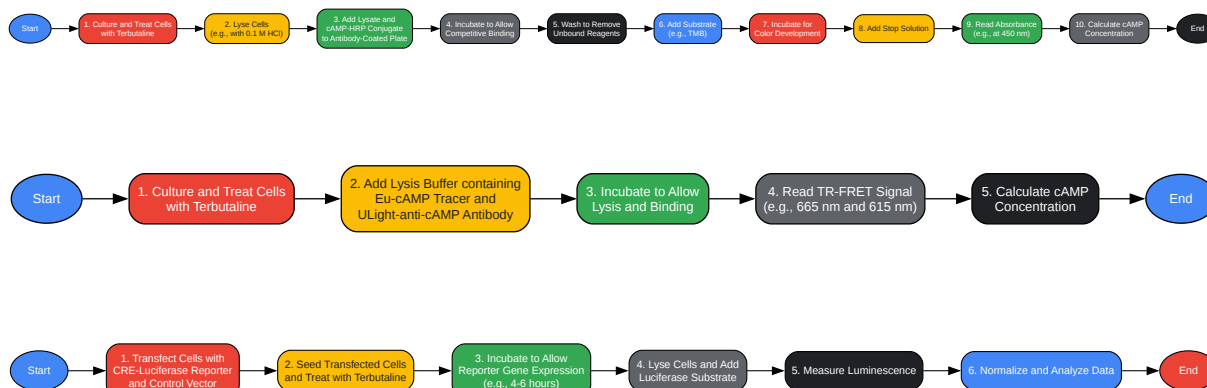 Start
1. Culture and Treat Cells
with Terbutaline
2. Lyse Cells
(e.g., with 0.1 M HCl)
3. Add Lysate and
cAMP-HRP Conjugate
to Antibody-Coated Plate
4. Incubate to Allow
Competitive Binding
5. Wash to Remove
Unbound Reagents
6. Add Substrate
(e.g., TMB)
7. Incubate for
Color Development
8. Add Stop Solution
9. Read Absorbance
(e.g., at 450 nm)
10. Calculate cAMP
Concentration
End
Start
1. Culture and Treat Cells
with Terbutaline
2. Add Lysis Buffer containing
Eu-cAMP Tracer and
ULight-anti-cAMP Antibody
3. Incubate to Allow
Lysis and Binding
4. Read TR-FRET Signal
(e.g., 665 nm and 615 nm)
5. Calculate cAMP
Concentration
End
Start
1. Transfect Cells with
CRE-Luciferase Reporter
and Control Vector
2. Seed Transfected Cells
and Treat with Terbutaline
3. Incubate to Allow
Reporter Gene Expression
(e.g., 4-6 hours)
4. Lyse Cells and Add
Luciferase Substrate
5. Measure Luminescence
6. Normalize and Analyze Data
End